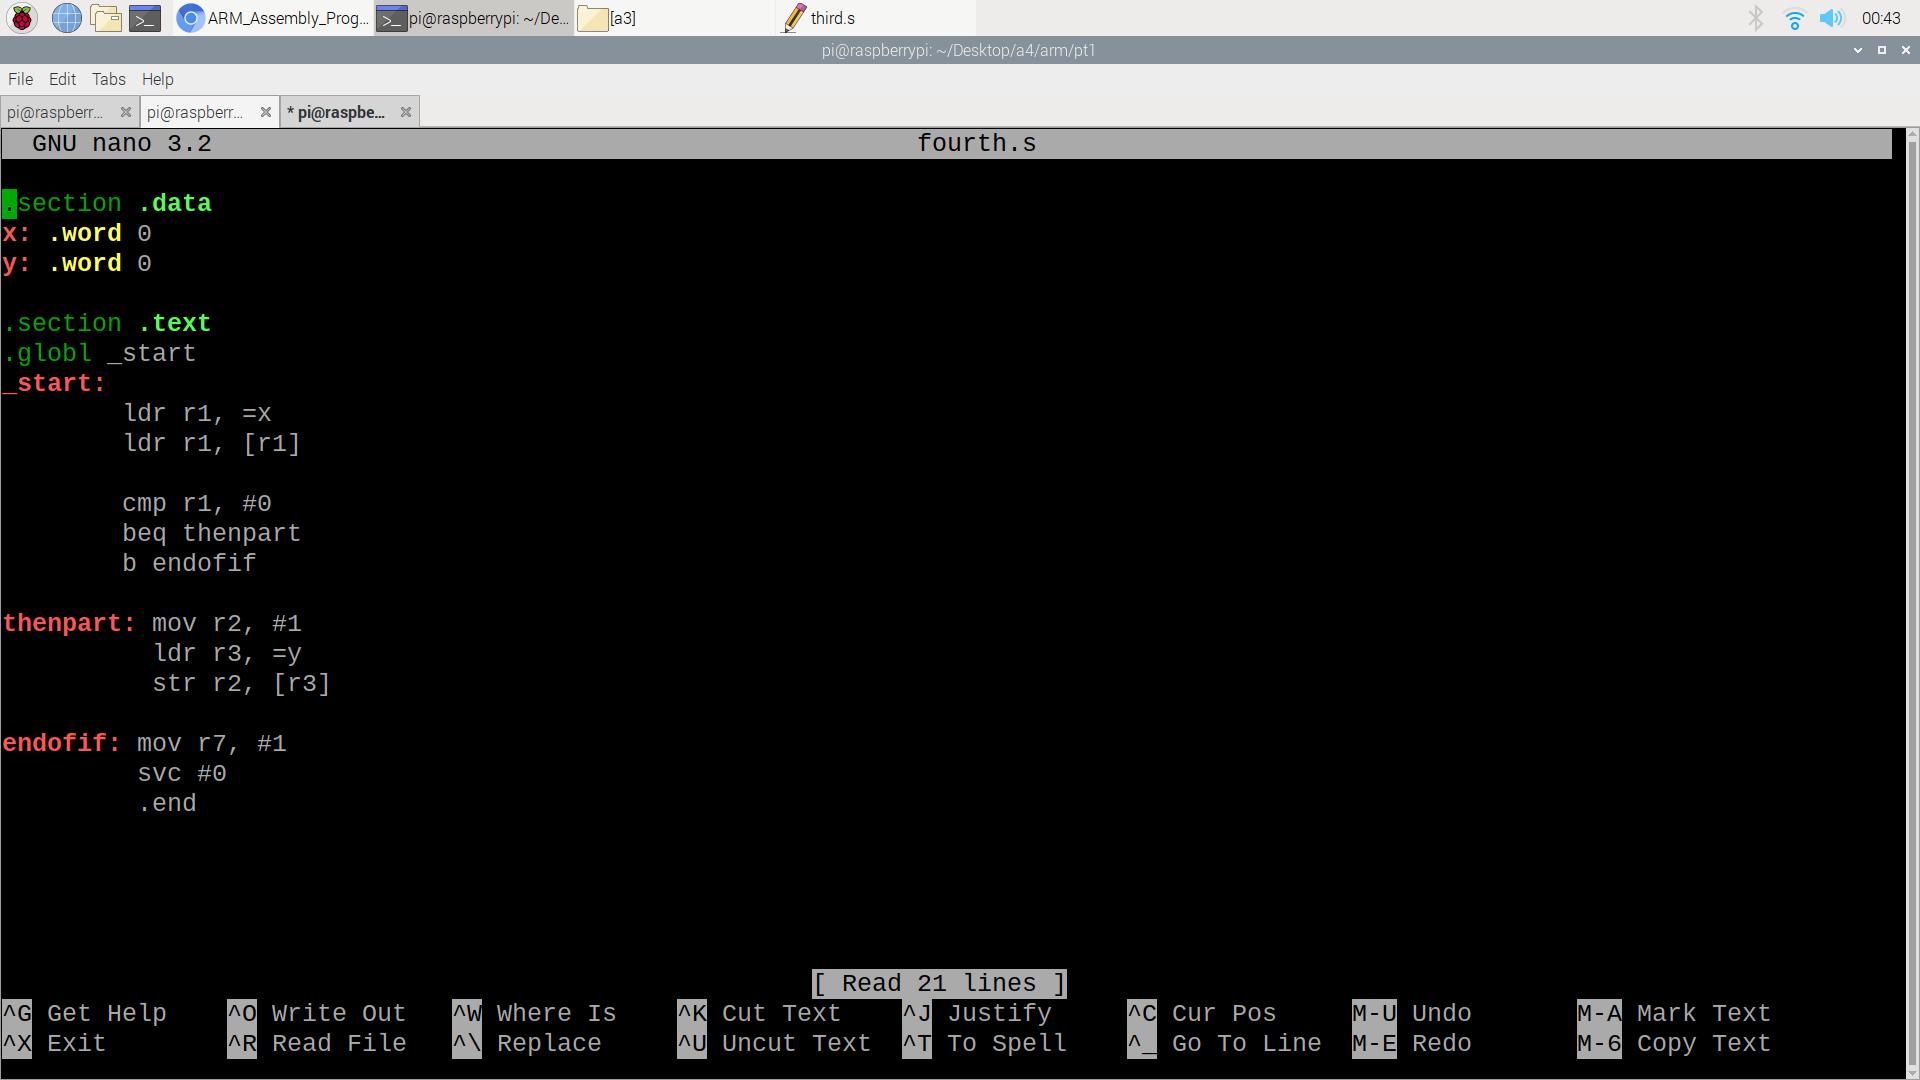 ARM_Assembly_Prog... pi@raspberrypi: ~/De... [a3] third.s 00:43
pi@raspberrypi: ~/Desktop/a4/arm/pt1
File Edit Tabs Help
pi@raspberr... pi@raspberr... * pi@raspbe...
GNU nano 3.2 fourth.s
.section .data
x: .word 0
y: .word 0
.section .text
.globl _start
_start:
ldr r1, =x
ldr r1, [r1]
cmp r1, #0
beq thenpart
b endofif
thenpart: mov r2, #1
ldr r3, =y
str r2, [r3]
endofif: mov r7, #1
svc #0
.end
[ Read 21 lines ]
^G Get Help ^O Write Out ^W Where Is ^K Cut Text ^J Justify ^C Cur Pos M-U Undo M-A Mark Text
^X Exit ^R Read File ^\ Replace ^U Uncut Text ^T To Spell ^_ Go To Line M-E Redo M-6 Copy Text